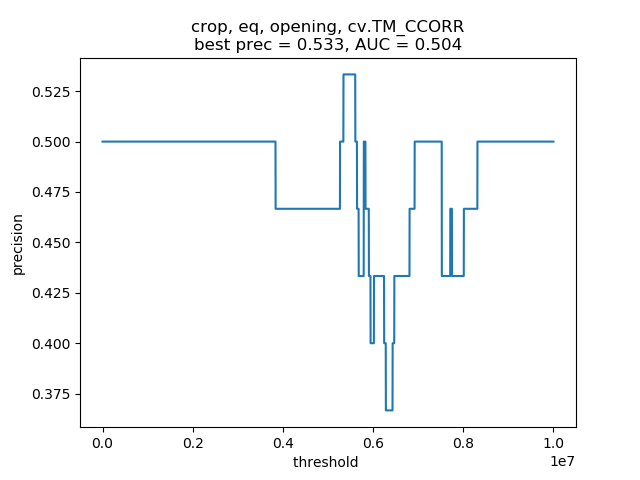 crop, eq, opening, cv.TM_CCORR
best prec = 0.533, AUC = 0.504
0.525
0.500
0.475
0.450
0.425
0.400
0.375
precision
0.0 0.2 0.4 0.6 0.8 1.0
1e7
threshold